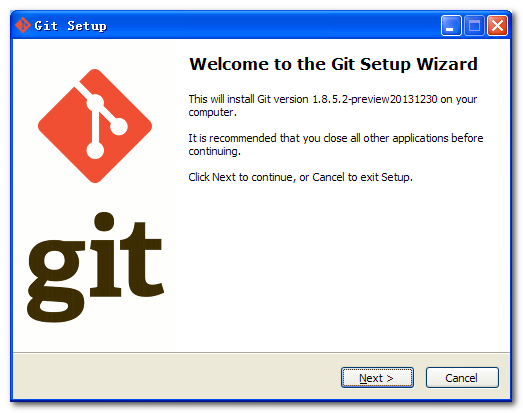 Git Setup
Welcome to the Git Setup Wizard
This will install Git version 1.8.5.2-preview20131230 on your
computer.
It is recommended that you close all other applications before
continuing.
Click Next to continue, or Cancel to exit Setup.
git
Next >
Cancel